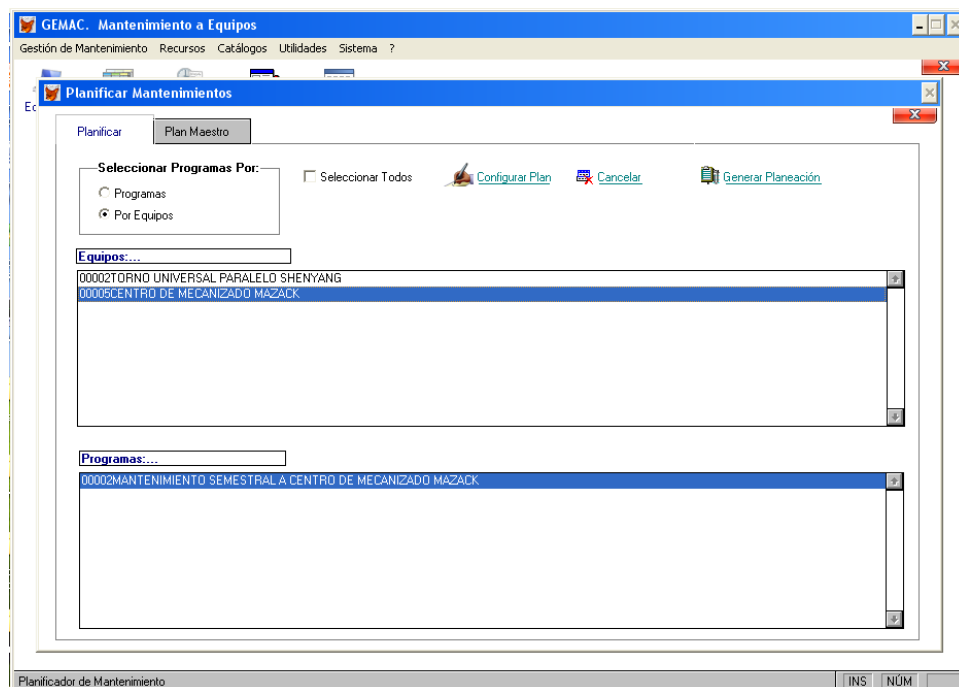 GEMAC. Mantenimiento a Equipos
Gestión de Mantenimiento Recursos Catálogos Utilidades Sistema ?
Planificar Mantenimientos
Planificar Plan Maestro
Seleccionar Programas Por:
Programas
Por Equipos
Seleccionar Todos Configurar Plan Cancelar Generar Planeación
Equipos:...
00002TORNO UNIVERSAL PARALELO SHENYANG
00005CENTRO DE MECANIZADO MAZACK
Programas:...
00002MANTENIMIENTO SEMESTRAL A CENTRO DE MECANIZADO MAZACK
Planificador de Mantenimiento INS NÚM